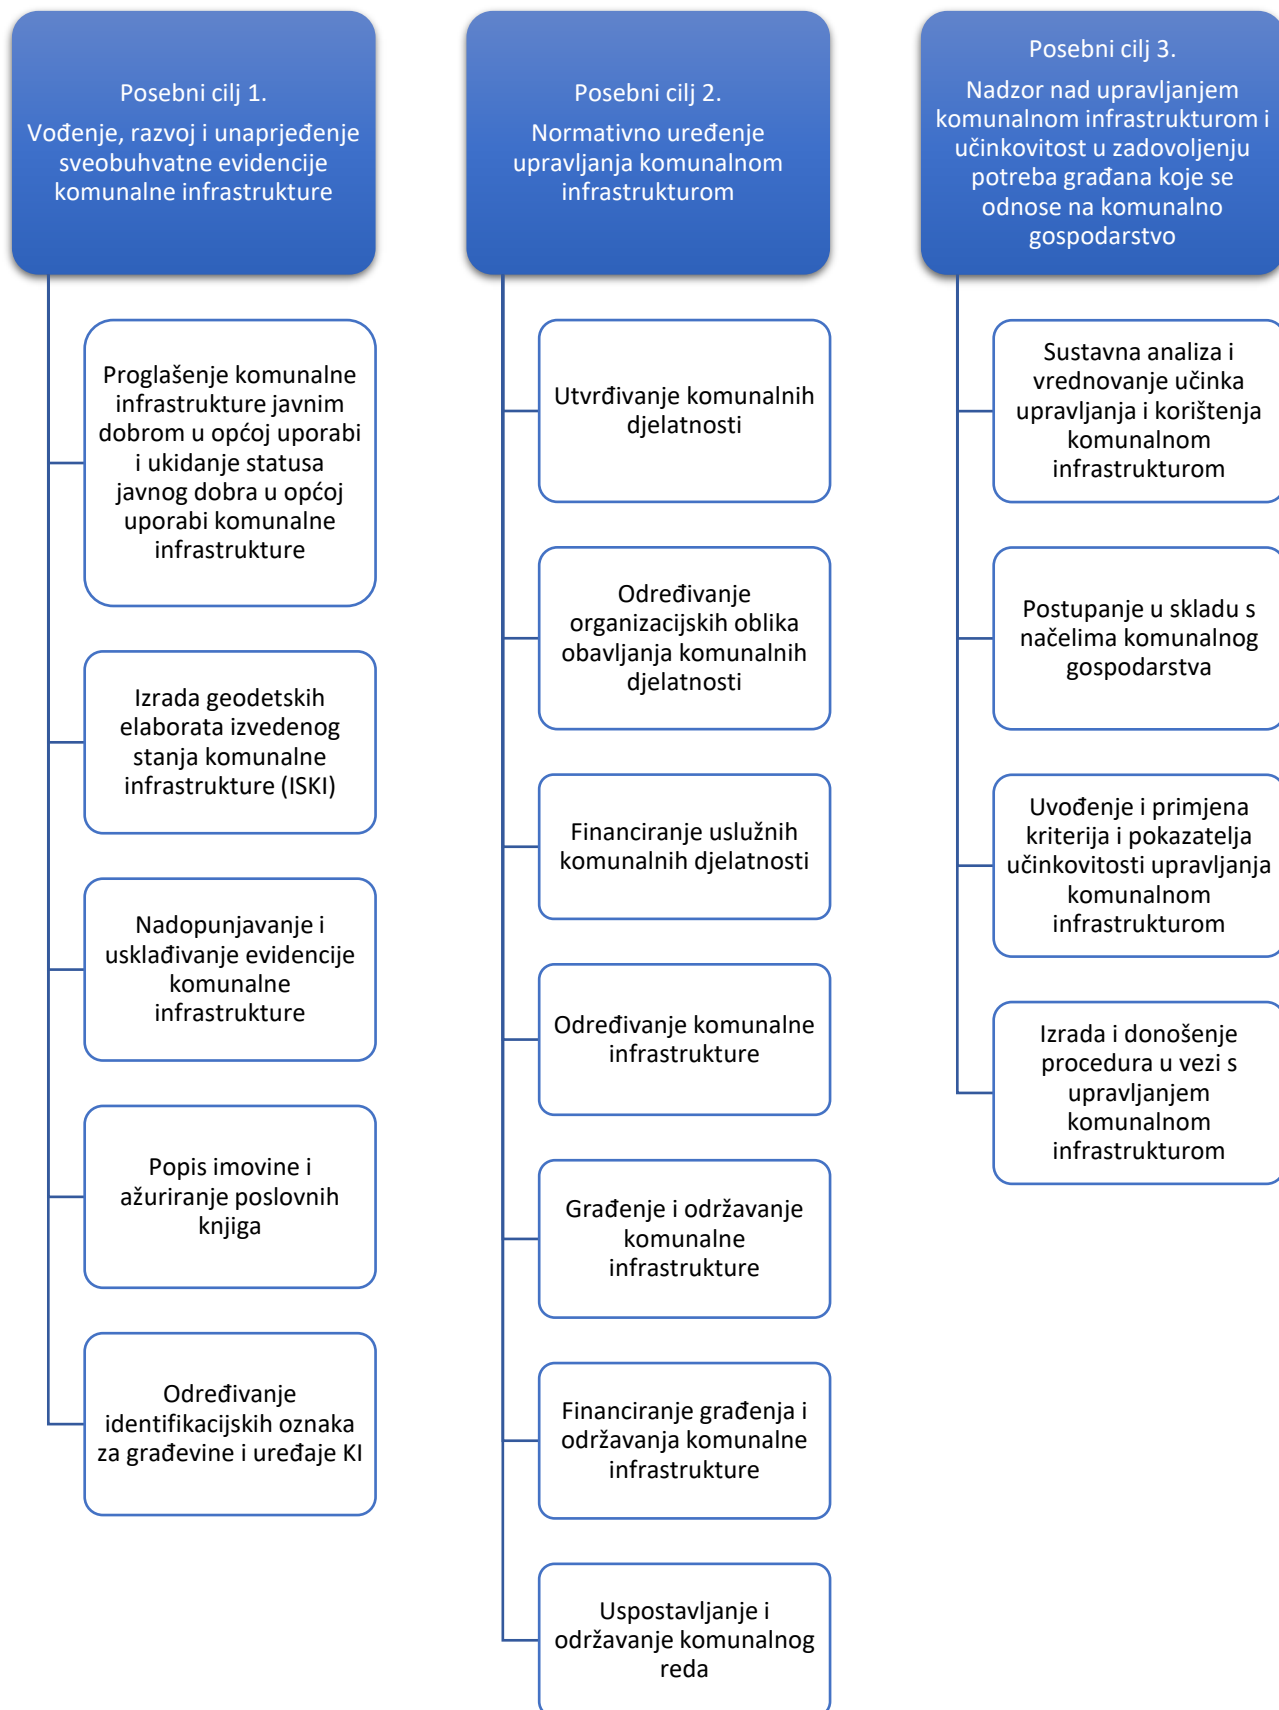 Posebni cilj 1.
Vođenje, razvoj i unaprjeđenje
sveobuhvatne evidencije
komunalne infrastrukture
Proglašenje komunalne
infrastrukture javnim
dobrom u općoj uporabi
i ukidanje statusa
javnog dobra u općoj
uporabi komunalne
infrastrukture
Izrada geodetskih
elaborata izvedenog
stanja komunalne
infrastrukture (ISKI)
Nadopunjavanje i
usklađivanje evidencije
komunalne
infrastrukture
Popis imovine i
ažuriranje poslovnih
knjiga
Određivanje
identifikacijskih oznaka
za građevine i uređaje KI
Posebni cilj 2.
Normativno uređenje
upravljanja komunalnom
infrastrukturom
Utvrđivanje komunalnih
djelatnosti
Određivanje
organizacijskih oblika
obavljanja komunalnih
djelatnosti
Financiranje uslužnih
komunalnih djelatnosti
Određivanje komunalne
infrastrukture
Građenje i održavanje
komunalne
infrastrukture
Financiranje građenja i
održavanja komunalne
infrastrukture
Uspostavljanje i
održavanje komunalnog
reda
Posebni cilj 3.
Nadzor nad upravljanjem
komunalnom infrastrukturom i
učinkovitost u zadovoljenju
potreba građana koje se
odnose na komunalno
gospodarstvo
Sustavna analiza i
vrednovanje učinka
upravljanja i korištenja
komunalnom
infrastrukturom
Postupanje u skladu s
načelima komunalnog
gospodarstva
Uvođenje i primjena
kriterija i pokazatelja
učinkovitosti upravljanja
komunalnom
infrastrukturom
Izrada i donošenje
procedura u vezi s
upravljanjem
komunalnom
infrastrukturom